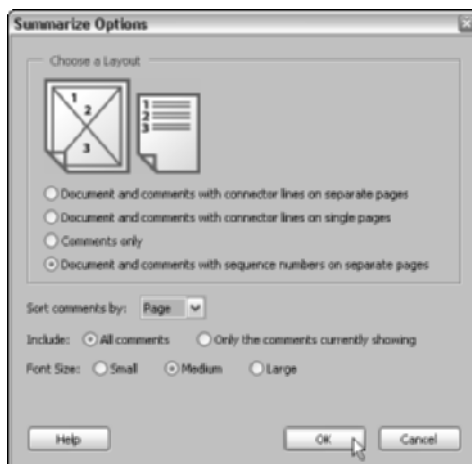 Summarize Options
Choose a Layout
1
2
3
1
2
3
Document and comments with connector lines on separate pages
Document and comments with connector lines on single pages
Comments only
Document and comments with sequence numbers on separate pages
Sort comments by: Page
Include: All comments Only the comments currently showing
Font Size: Small Medium Large
Help OK Cancel